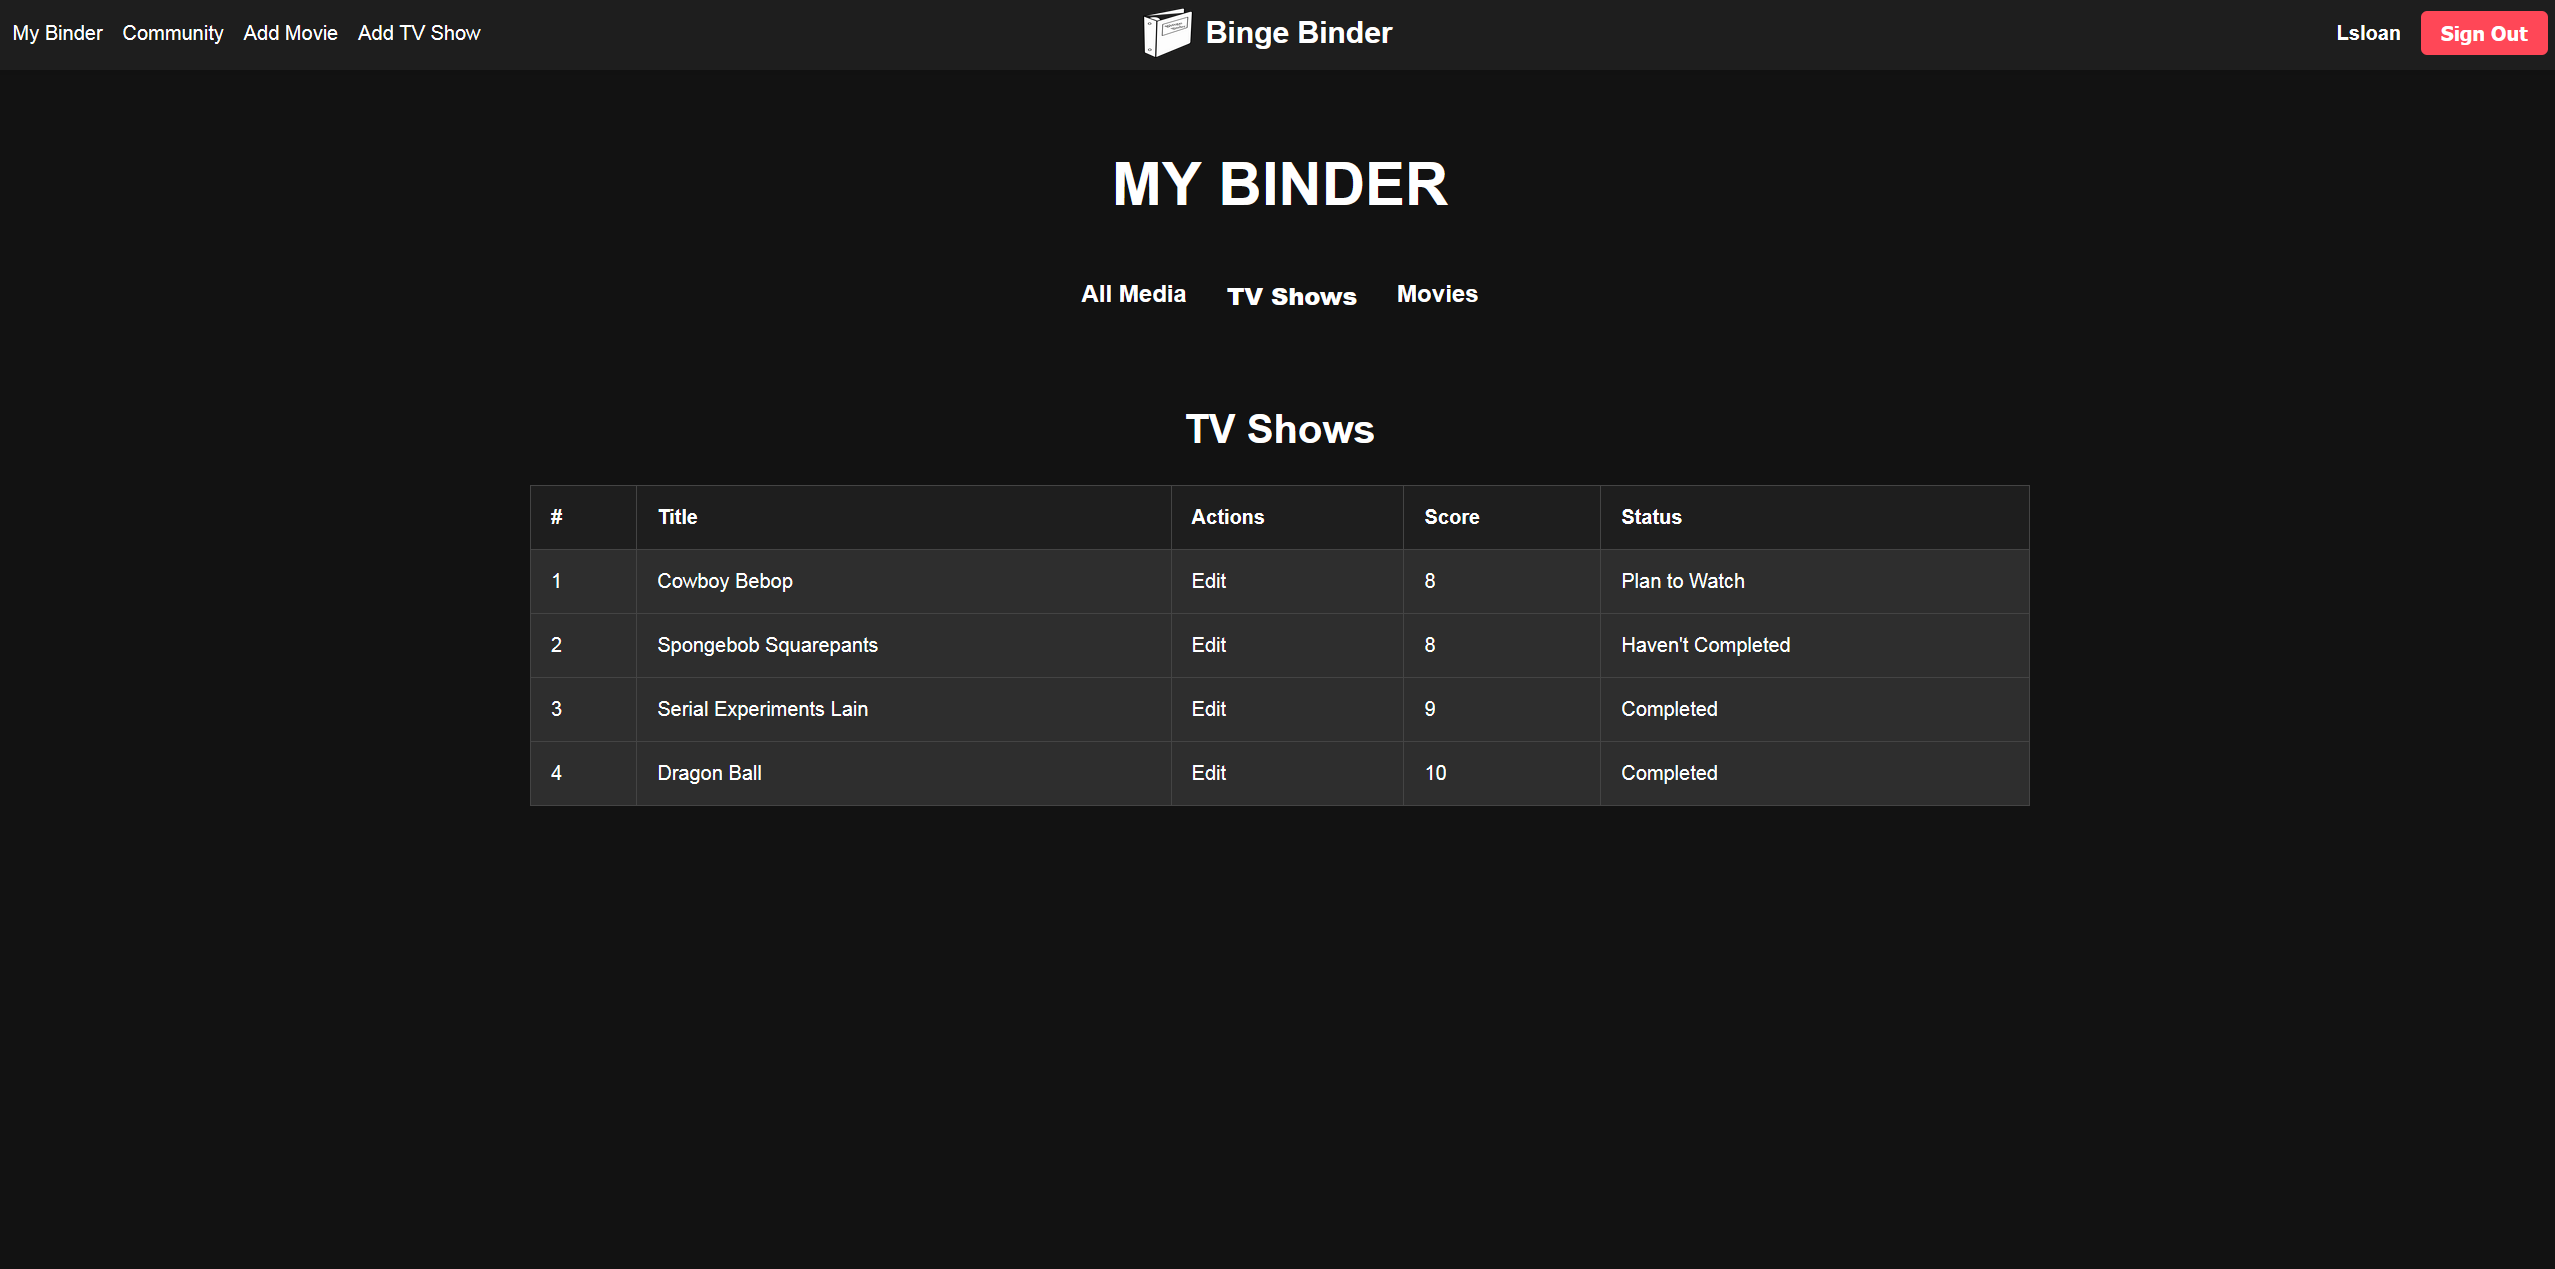 My Binder Community Add Movie Add TV Show Binge Binder Lsloan Sign Out
MY BINDER
All Media TV Shows Movies
TV Shows
# Title Actions Score Status
1 Cowboy Bebop Edit 8 Plan to Watch
2 Spongebob Squarepants Edit 8 Haven't Completed
3 Serial Experiments Lain Edit 9 Completed
4 Dragon Ball Edit 10 Completed